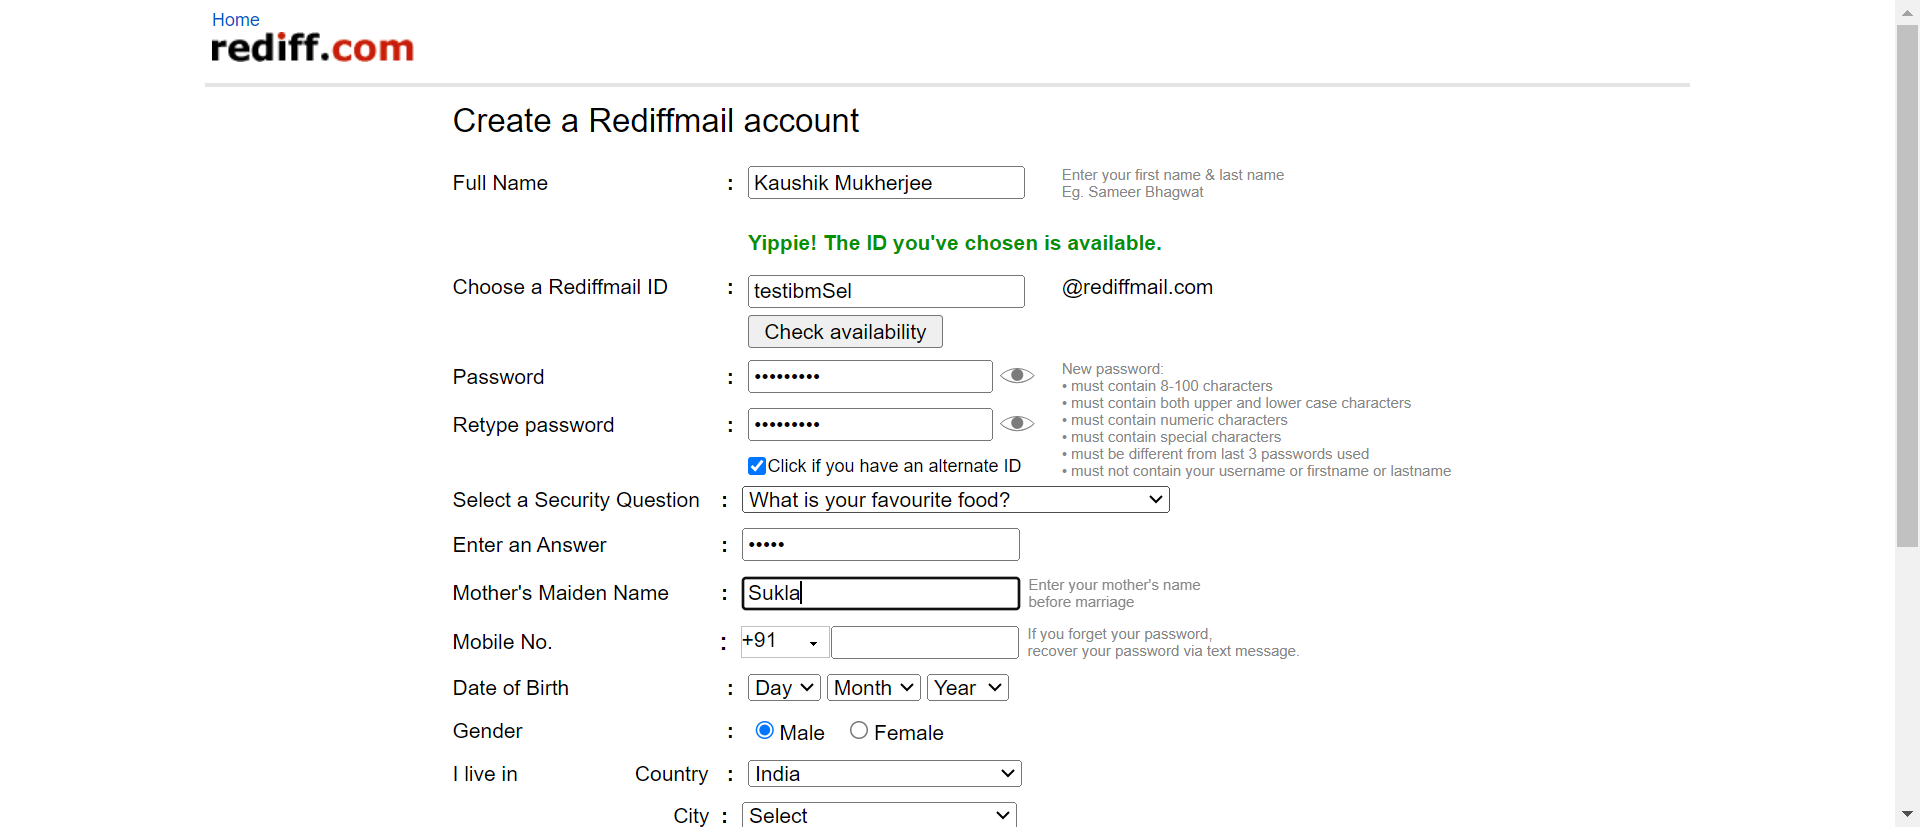 Home
rediff.com
Create a Rediffmail account
Full Name : Kaushik Mukherjee
Enter your first name & last name
Eg. Sameer Bhagwat
Yippie! The ID you've chosen is available.
Choose a Rediffmail ID : testibmSel @rediffmail.com
Check availability
Password : •••••••••
New password:
• must contain 8-100 characters
• must contain both upper and lower case characters
• must contain numeric characters
• must contain special characters
• must be different from last 3 passwords used
• must not contain your username or firstname or lastname
Retype password : •••••••••
Click if you have an alternate ID
Select a Security Question : What is your favourite food?
Enter an Answer : •••••
Mother's Maiden Name : Sukla
Enter your mother's name
before marriage
Mobile No. : +91
If you forget your password,
recover your password via text message.
Date of Birth : Day Month Year
Gender : Male Female
I live in Country : India
City : Select